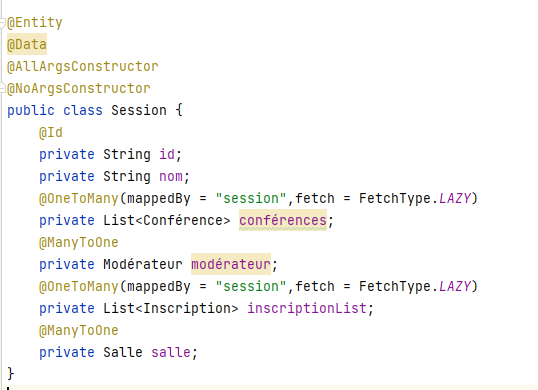 @Entity
@Data
@AllArgsConstructor
@NoArgsConstructor
public class Session {
    @Id
    private String id;
    private String nom;
    @OneToMany(mappedBy = "session",fetch = FetchType.LAZY)
    private List<Conférence> conférences;
    @ManyToOne
    private Modérateur modérateur;
    @OneToMany(mappedBy = "session",fetch = FetchType.LAZY)
    private List<Inscription> inscriptionList;
    @ManyToOne
    private Salle salle;
}